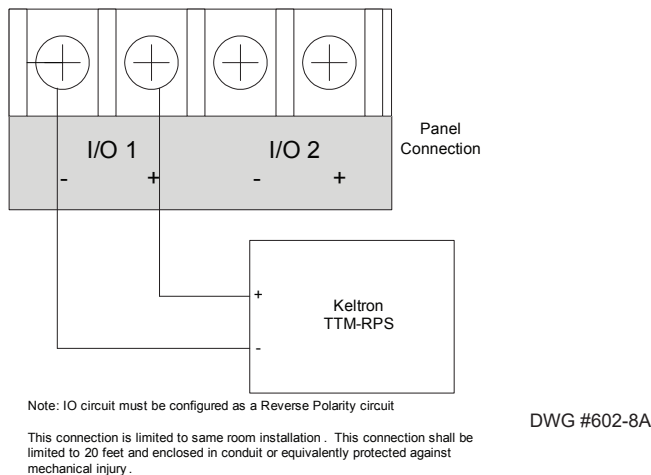 I/O 1 I/O 2
- + - +
Panel
Connection
+
-
Keltron
TTM-RPS
Note: IO circuit must be configured as a Reverse Polarity circuit
DWG #602-8A
This connection is limited to same room installation . This connection shall be
limited to 20 feet and enclosed in conduit or equivalently protected against
mechanical injury .